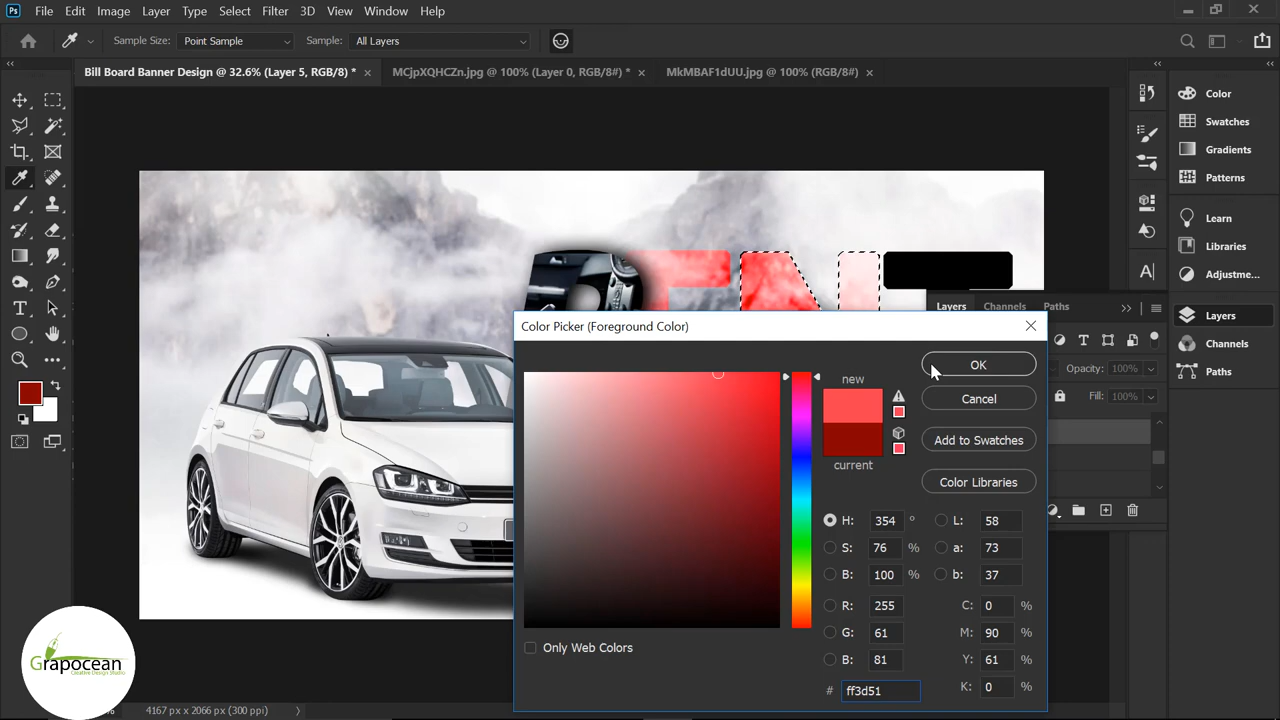 Ps File Edit Image Layer Type Select Filter 3D View Window Help
Sample Size: Point Sample Sample: All Layers
Bill Board Banner Design @ 32.6% (Layer 5, RGB/8) * MCjpXQHCZn.jpg @ 100% (Layer 0, RGB/8#) * MkMBAF1dUU.jpg @ 100% (RGB/8#)
Color
Swatches
Gradients
Patterns
Learn
Libraries
Adjustme...
Layers
Channels
Paths
Layers Channels Paths
Opacity: 100%
Fill: 100%
Color Picker (Foreground Color)
new
current
OK
Cancel
Add to Swatches
Color Libraries
H: 354 °
S: 76 %
B: 100 %
R: 255
G: 61
B: 81
L: 58
a: 73
b: 37
C: 0 %
M: 90 %
Y: 61 %
K: 0 %
Only Web Colors
# ff3d51
Grapocean
Creative Design Studio
4167 px x 2066 px (300 ppi)